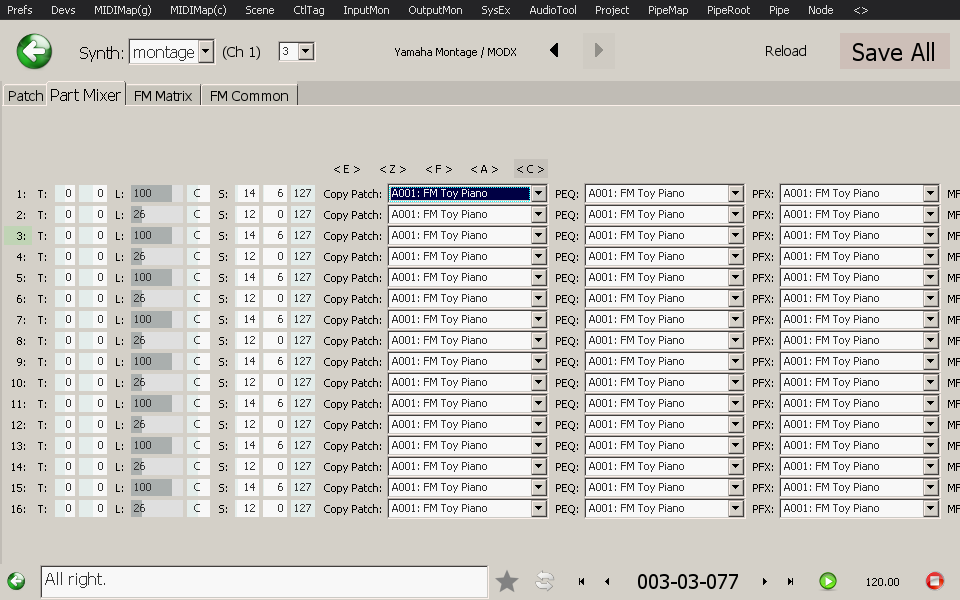 Prefs Devs MIDIMap(g) MIDIMap(c) Scene CtlTag InputMon OutputMon SysEx AudioTool Project PipeMap PipeRoot Pipe Node <>
Synth: montage (Ch 1) 3 Yamaha Montage / MODX Reload Save All
Patch Part Mixer FM Matrix FM Common
<E> <Z> <F> <A> <C>
1: T: 0 0 L: 100 C S: 14 6 127 Copy Patch: A001: FM Toy Piano PEQ: A001: FM Toy Piano PFX: A001: FM Toy Piano MF
2: T: 0 0 L: 26 C S: 12 0 127 Copy Patch: A001: FM Toy Piano PEQ: A001: FM Toy Piano PFX: A001: FM Toy Piano MF
3: T: 0 0 L: 100 C S: 14 6 127 Copy Patch: A001: FM Toy Piano PEQ: A001: FM Toy Piano PFX: A001: FM Toy Piano MF
4: T: 0 0 L: 26 C S: 12 0 127 Copy Patch: A001: FM Toy Piano PEQ: A001: FM Toy Piano PFX: A001: FM Toy Piano MF
5: T: 0 0 L: 100 C S: 14 6 127 Copy Patch: A001: FM Toy Piano PEQ: A001: FM Toy Piano PFX: A001: FM Toy Piano MF
6: T: 0 0 L: 26 C S: 12 0 127 Copy Patch: A001: FM Toy Piano PEQ: A001: FM Toy Piano PFX: A001: FM Toy Piano MF
7: T: 0 0 L: 100 C S: 14 6 127 Copy Patch: A001: FM Toy Piano PEQ: A001: FM Toy Piano PFX: A001: FM Toy Piano MF
8: T: 0 0 L: 26 C S: 12 0 127 Copy Patch: A001: FM Toy Piano PEQ: A001: FM Toy Piano PFX: A001: FM Toy Piano MF
9: T: 0 0 L: 100 C S: 14 6 127 Copy Patch: A001: FM Toy Piano PEQ: A001: FM Toy Piano PFX: A001: FM Toy Piano MF
10: T: 0 0 L: 26 C S: 12 0 127 Copy Patch: A001: FM Toy Piano PEQ: A001: FM Toy Piano PFX: A001: FM Toy Piano MF
11: T: 0 0 L: 100 C S: 14 6 127 Copy Patch: A001: FM Toy Piano PEQ: A001: FM Toy Piano PFX: A001: FM Toy Piano MF
12: T: 0 0 L: 26 C S: 12 0 127 Copy Patch: A001: FM Toy Piano PEQ: A001: FM Toy Piano PFX: A001: FM Toy Piano MF
13: T: 0 0 L: 100 C S: 14 6 127 Copy Patch: A001: FM Toy Piano PEQ: A001: FM Toy Piano PFX: A001: FM Toy Piano MF
14: T: 0 0 L: 26 C S: 12 0 127 Copy Patch: A001: FM Toy Piano PEQ: A001: FM Toy Piano PFX: A001: FM Toy Piano MF
15: T: 0 0 L: 100 C S: 14 6 127 Copy Patch: A001: FM Toy Piano PEQ: A001: FM Toy Piano PFX: A001: FM Toy Piano MF
16: T: 0 0 L: 26 C S: 12 0 127 Copy Patch: A001: FM Toy Piano PEQ: A001: FM Toy Piano PFX: A001: FM Toy Piano MF
All right. 003-03-077 120.00